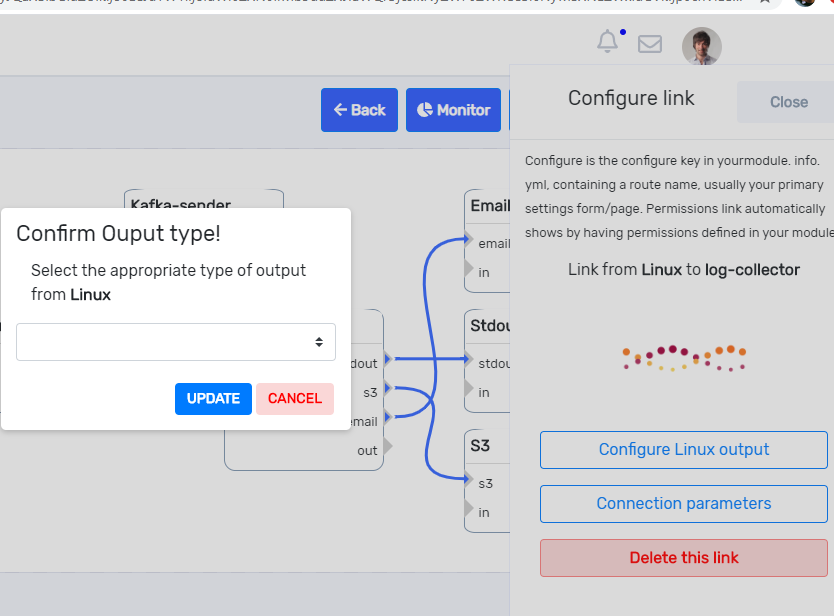 Back
Monitor
Configure link
Close
Configure is the configure key in yourmodule. info.
yml, containing a route name, usually your primary
settings form/page. Permissions link automatically
shows by having permissions defined in your module
Link from Linux to log-collector
Configure Linux output
Connection parameters
Delete this link
Kafka-sender
Confirm Ouput type!
Select the appropriate type of output
from Linux
UPDATE
CANCEL
dout
s3
email
out
Email
email
in
Stdou
stdou
in
S3
s3
in